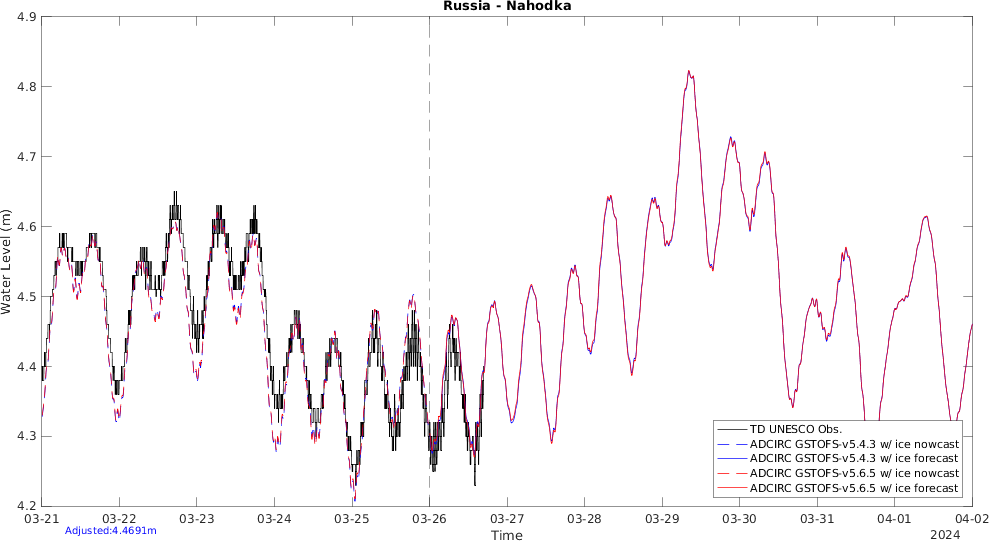 Russia - Nahodka
4.9
4.8
4.7
4.6
4.5
4.4
4.3
4.2
Water Level (m)
TD UNESCO Obs.
ADCIRC GSTOFS-v5.4.3 w/ ice nowcast
ADCIRC GSTOFS-v5.4.3 w/ ice forecast
ADCIRC GSTOFS-v5.6.5 w/ ice nowcast
ADCIRC GSTOFS-v5.6.5 w/ ice forecast
03-21 03-22 03-23 03-24 03-25 03-26 03-27 03-28 03-29 03-30 03-31 04-01 04-02
Adjusted:4.4691m
Time
2024